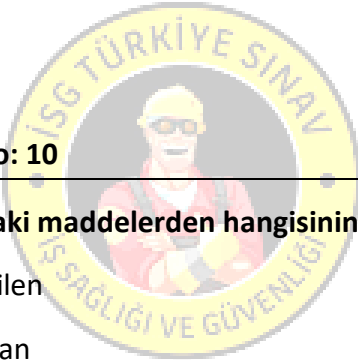 İSG TÜRKİYE SINAV
o: 10
aki maddelerden hangisinin
ilen
an
İŞ SAĞLIĞI VE GÜVENLİĞİ